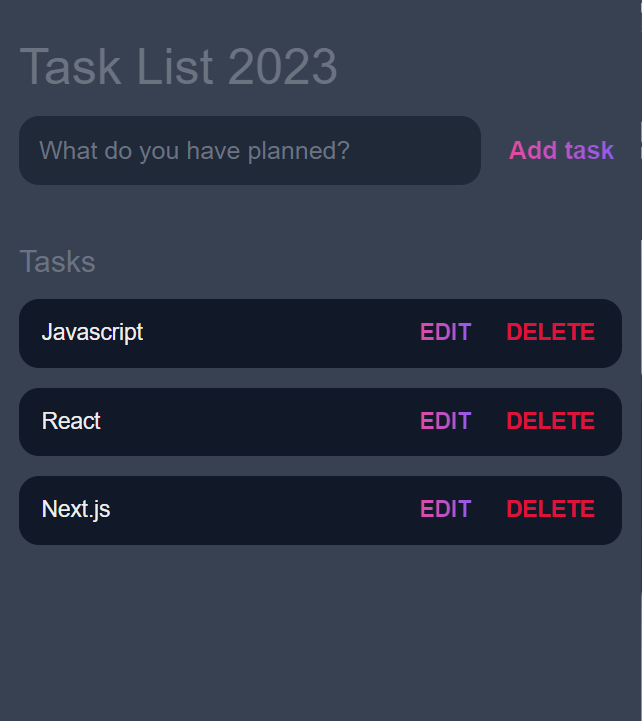 Task List 2023
What do you have planned? Add task
Tasks
Javascript EDIT DELETE
React EDIT DELETE
Next.js EDIT DELETE